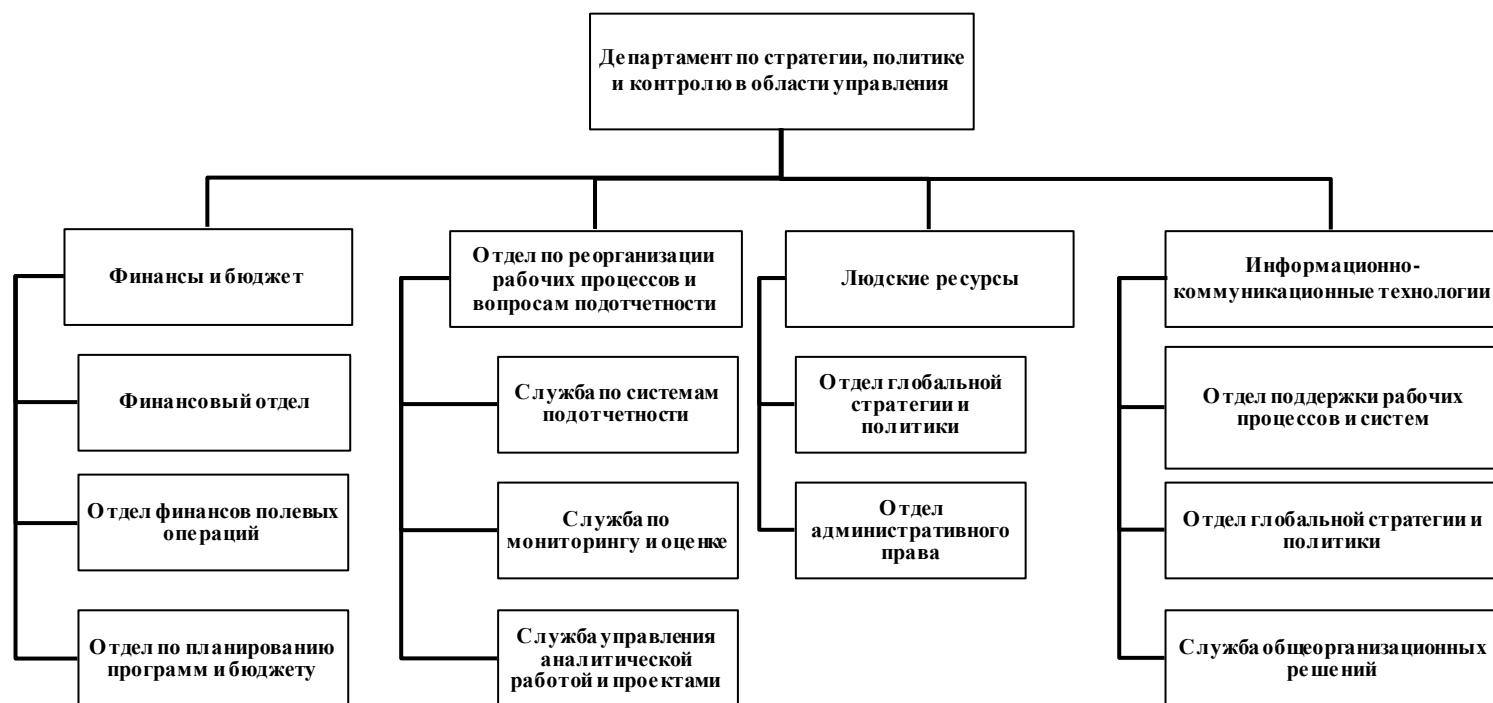 Департамент по стратегии, политике
и контролю в области управления
Финансы и бюджет
Финансовый отдел
Отдел финансов полевых
операций
Отдел по планированию
программ и бюджету
Отдел по реорганизации
рабочих процессов и
вопросам подотчетности
Служба по системам
подотчетности
Служба по
мониторингу и оценке
Служба управления
аналитической
работой и проектами
Людские ресурсы
Отдел глобальной
стратегии и
политики
Отдел
административного
права
Информационно-
коммуникационные технологии
Отдел поддержки рабочих
процессов и систем
Отдел глобальной стратегии и
политики
Служба общеорганизационных
решений